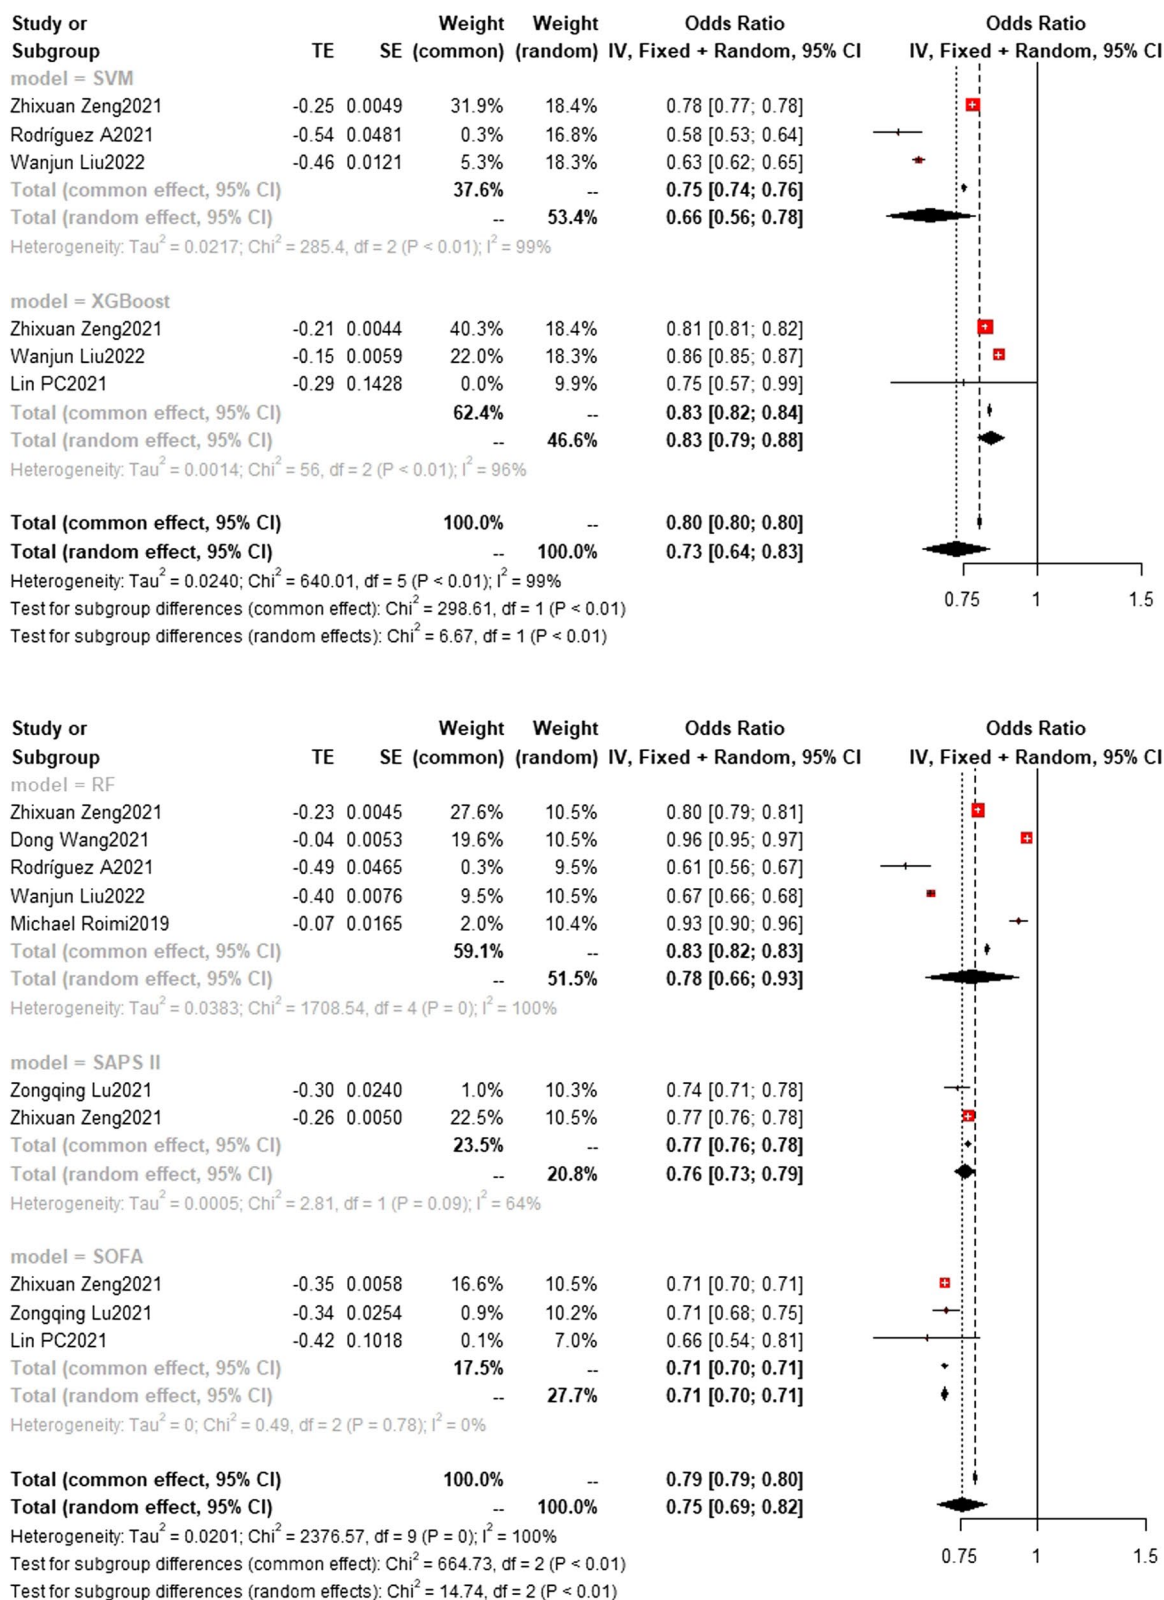 Study or Weight Weight Odds Ratio Odds Ratio
Subgroup TE SE (common) (random) IV, Fixed + Random, 95% CI IV, Fixed + Random, 95% CI
model = SVM
Zhixuan Zeng2021 -0.25 0.0049 31.9% 18.4% 0.78 [0.77; 0.78]
Rodríguez A2021 -0.54 0.0481 0.3% 16.8% 0.58 [0.53; 0.64]
Wanjun Liu2022 -0.46 0.0121 5.3% 18.3% 0.63 [0.62; 0.65]
Total (common effect, 95% CI) 37.6% -- 0.75 [0.74; 0.76]
Total (random effect, 95% CI) -- 53.4% 0.66 [0.56; 0.78]
Heterogeneity: Tau² = 0.0217; Chi² = 285.4, df = 2 (P < 0.01); I² = 99%
model = XGBoost
Zhixuan Zeng2021 -0.21 0.0044 40.3% 18.4% 0.81 [0.81; 0.82]
Wanjun Liu2022 -0.15 0.0059 22.0% 18.3% 0.86 [0.85; 0.87]
Lin PC2021 -0.29 0.1428 0.0% 9.9% 0.75 [0.57; 0.99]
Total (common effect, 95% CI) 62.4% -- 0.83 [0.82; 0.84]
Total (random effect, 95% CI) -- 46.6% 0.83 [0.79; 0.88]
Heterogeneity: Tau² = 0.0014; Chi² = 56, df = 2 (P < 0.01); I² = 96%
Total (common effect, 95% CI) 100.0% -- 0.80 [0.80; 0.80]
Total (random effect, 95% CI) -- 100.0% 0.73 [0.64; 0.83]
Heterogeneity: Tau² = 0.0240; Chi² = 640.01, df = 5 (P < 0.01); I² = 99%
Test for subgroup differences (common effect): Chi² = 298.61, df = 1 (P < 0.01)
Test for subgroup differences (random effects): Chi² = 6.67, df = 1 (P < 0.01)
0.75 1 1.5
Study or Weight Weight Odds Ratio Odds Ratio
Subgroup TE SE (common) (random) IV, Fixed + Random, 95% CI IV, Fixed + Random, 95% CI
model = RF
Zhixuan Zeng2021 -0.23 0.0045 27.6% 10.5% 0.80 [0.79; 0.81]
Dong Wang2021 -0.04 0.0053 19.6% 10.5% 0.96 [0.95; 0.97]
Rodríguez A2021 -0.49 0.0465 0.3% 9.5% 0.61 [0.56; 0.67]
Wanjun Liu2022 -0.40 0.0076 9.5% 10.5% 0.67 [0.66; 0.68]
Michael Roimi2019 -0.07 0.0165 2.0% 10.4% 0.93 [0.90; 0.96]
Total (common effect, 95% CI) 59.1% -- 0.83 [0.82; 0.83]
Total (random effect, 95% CI) -- 51.5% 0.78 [0.66; 0.93]
Heterogeneity: Tau² = 0.0383; Chi² = 1708.54, df = 4 (P = 0); I² = 100%
model = SAPS II
Zongqing Lu2021 -0.30 0.0240 1.0% 10.3% 0.74 [0.71; 0.78]
Zhixuan Zeng2021 -0.26 0.0050 22.5% 10.5% 0.77 [0.76; 0.78]
Total (common effect, 95% CI) 23.5% -- 0.77 [0.76; 0.78]
Total (random effect, 95% CI) -- 20.8% 0.76 [0.73; 0.79]
Heterogeneity: Tau² = 0.0005; Chi² = 2.81, df = 1 (P = 0.09); I² = 64%
model = SOFA
Zhixuan Zeng2021 -0.35 0.0058 16.6% 10.5% 0.71 [0.70; 0.71]
Zongqing Lu2021 -0.34 0.0254 0.9% 10.2% 0.71 [0.68; 0.75]
Lin PC2021 -0.42 0.1018 0.1% 7.0% 0.66 [0.54; 0.81]
Total (common effect, 95% CI) 17.5% -- 0.71 [0.70; 0.71]
Total (random effect, 95% CI) -- 27.7% 0.71 [0.70; 0.71]
Heterogeneity: Tau² = 0; Chi² = 0.49, df = 2 (P = 0.78); I² = 0%
Total (common effect, 95% CI) 100.0% -- 0.79 [0.79; 0.80]
Total (random effect, 95% CI) -- 100.0% 0.75 [0.69; 0.82]
Heterogeneity: Tau² = 0.0201; Chi² = 2376.57, df = 9 (P = 0); I² = 100%
Test for subgroup differences (common effect): Chi² = 664.73, df = 2 (P < 0.01)
Test for subgroup differences (random effects): Chi² = 14.74, df = 2 (P < 0.01)
0.75 1 1.5